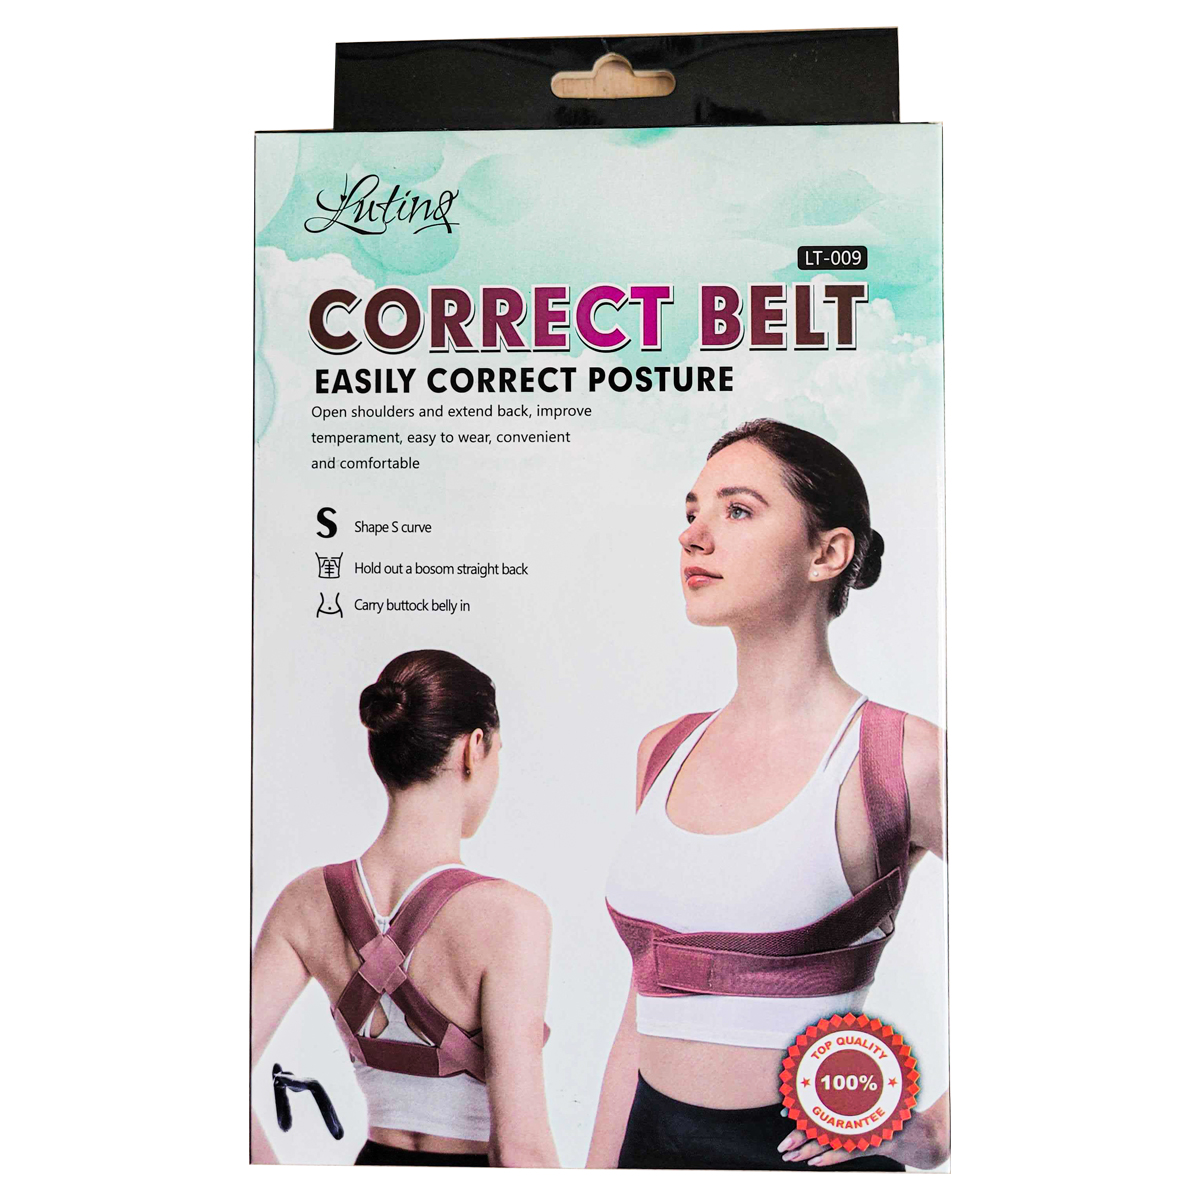 Luting
LT-009
CORRECT BELT
EASILY CORRECT POSTURE
Open shoulders and extend back, improve
temperament, easy to wear, convenient
and comfortable
S
Shape S curve
Hold out a bosom straight back
Carry buttock belly in
TOP QUALITY
100%
GUARANTEE